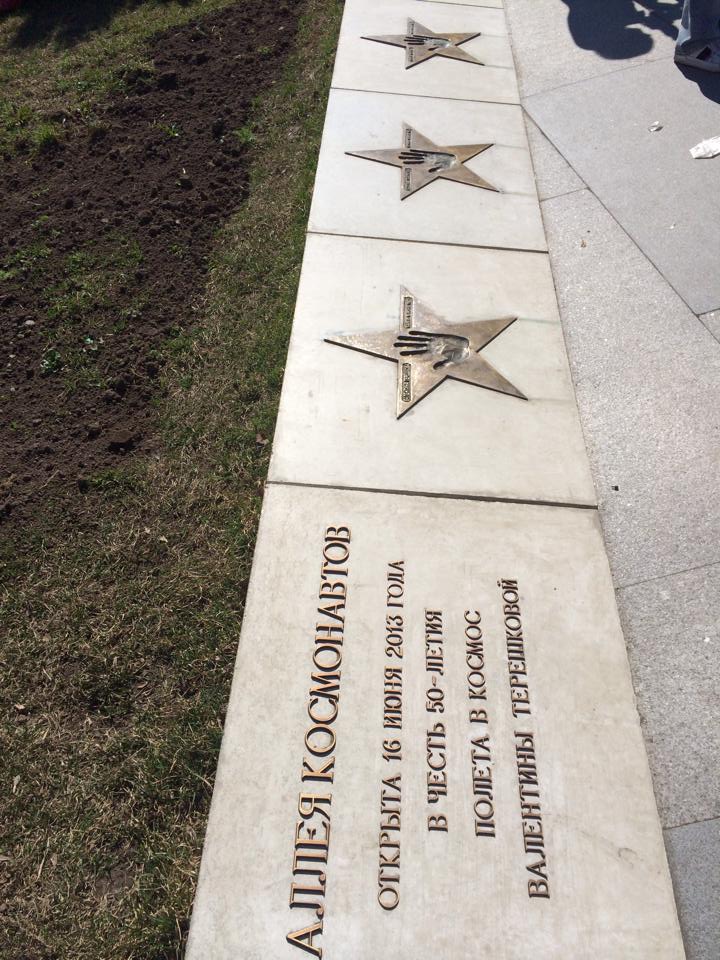 АЛЛЕЯ КОСМОНАВТОВ
ОТКРЫТА 16 ИЮНЯ 2013 ГОДА
В ЧЕСТЬ 50-ЛЕТИЯ
ПОЛЕТА В КОСМОС
ВАЛЕНТИНЫ ТЕРЕШКОВОЙ